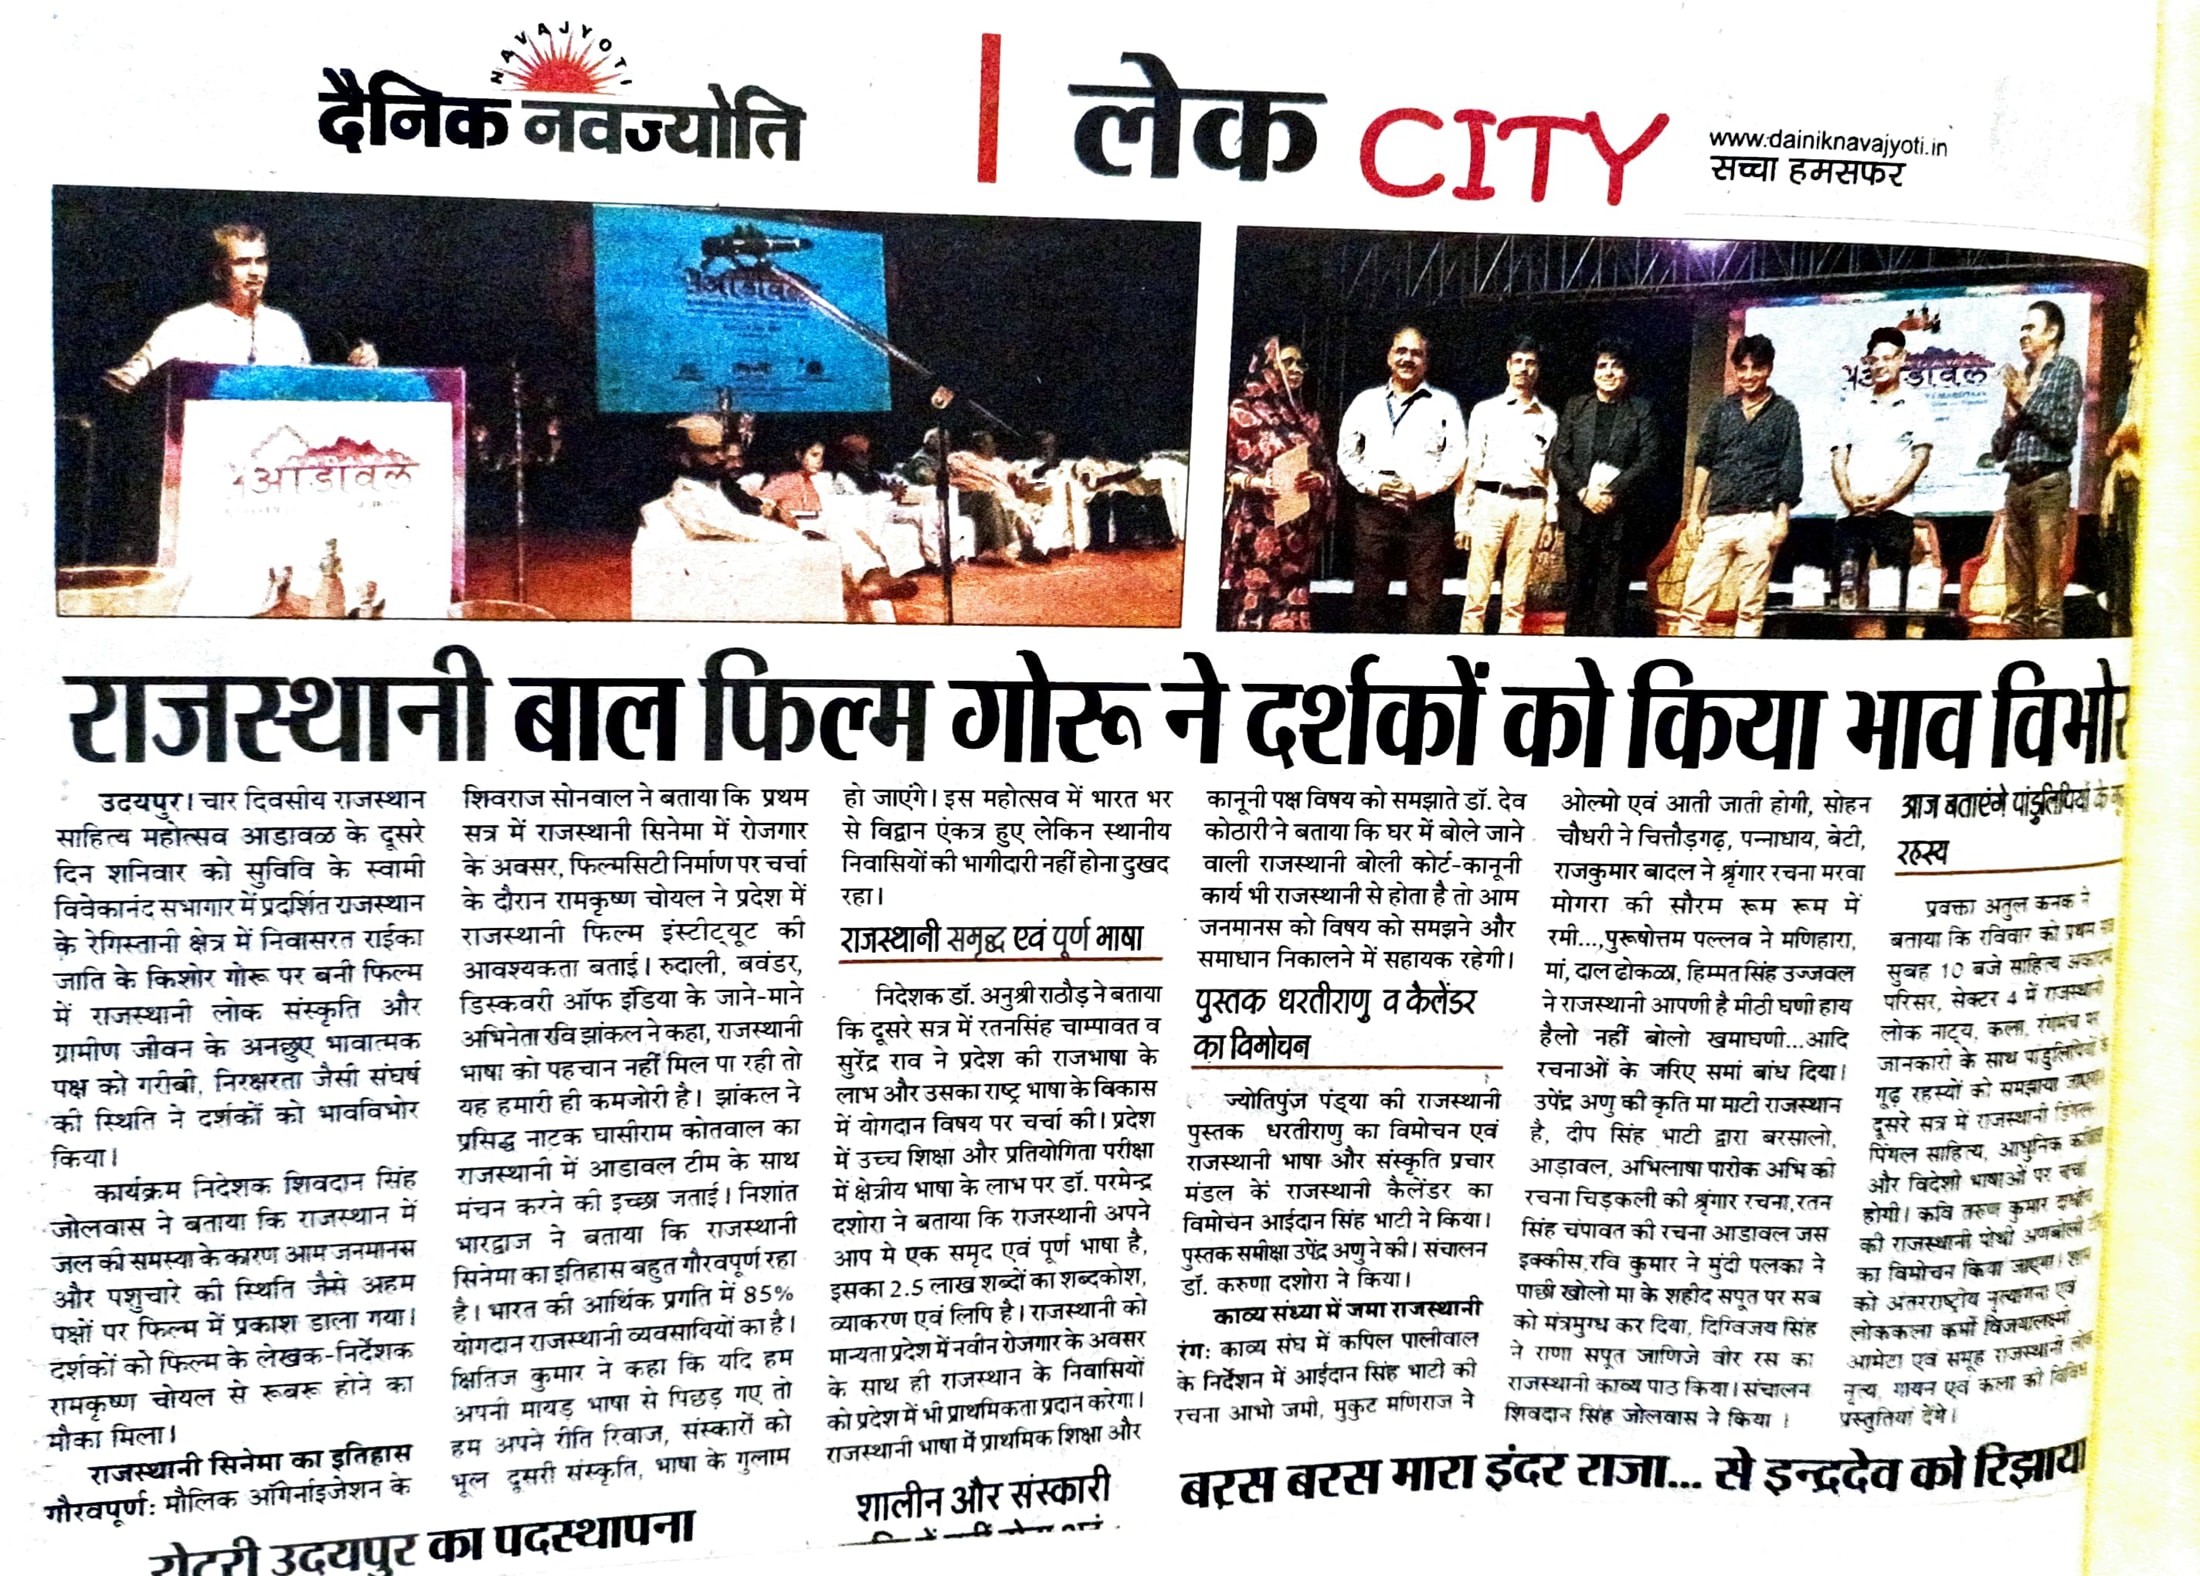 NAVAJYOTI
दैनिक नवज्योति
लेक CITY
www.dainiknavajyoti.in
सच्चा हमसफर
आडावल
आडावल
आडावल
राजस्थानी बाल फिल्म गोरू ने दर्शकों को किया भाव विभोर
उदयपुर। चार दिवसीय राजस्थान
साहित्य महोत्सव आडावळ के दूसरे
दिन शनिवार को सुविवि के स्वामी
विवेकानंद सभागार में प्रदर्शित राजस्थान
के रेगिस्तानी क्षेत्र में निवासरत राईका
जाति के किशोर गोरू पर बनी फिल्म
में राजस्थानी लोक संस्कृति और
ग्रामीण जीवन के अनछुए भावात्मक
पक्ष को गरीबी, निरक्षरता जैसी संघर्ष
की स्थिति ने दर्शकों को भावविभोर
किया।
कार्यक्रम निदेशक शिवदान सिंह
जोलवास ने बताया कि राजस्थान में
जल की समस्या के कारण आम जनमानस
और पशुचारे की स्थिति जैसे अहम
पक्षों पर फिल्म में प्रकाश डाला गया।
दर्शकों को फिल्म के लेखक-निर्देशक
रामकृष्ण चोयल से रूबरू होने का
मौका मिला।
राजस्थानी सिनेमा का इतिहास
गौरवपूर्ण: मौलिक ऑगिर्नाइजेशन के
शिवराज सोनवाल ने बताया कि प्रथम
सत्र में राजस्थानी सिनेमा में रोजगार
के अवसर, फिल्मसिटी निर्माण पर चर्चा
के दौरान रामकृष्ण चोयल ने प्रदेश में
राजस्थानी फिल्म इंस्टीट्यूट की
आवश्यकता बताई। रुदाली, बवंडर,
डिस्कवरी ऑफ इंडिया के जाने-माने
अभिनेता रवि झांकल ने कहा, राजस्थानी
भाषा को पहचान नहीं मिल पा रही तो
यह हमारी ही कमजोरी है। झांकल ने
प्रसिद्ध नाटक घासीराम कोतवाल का
राजस्थानी में आडावल टीम के साथ
मंचन करने की इच्छा जताई। निशांत
भारद्वाज ने बताया कि राजस्थानी
सिनेमा का इतिहास बहुत गौरवपूर्ण रहा
है। भारत की आर्थिक प्रगति में 85%
योगदान राजस्थानी व्यवसावियों का है।
क्षितिज कुमार ने कहा कि यदि हम
अपनी मायड़ भाषा से पिछड़ गए तो
हम अपने रीति रिवाज, संस्कारों को
भूल दूसरी संस्कृति, भाषा के गुलाम
हो जाएंगे। इस महोत्सव में भारत भर
से विद्वान एंकत्र हुए लेकिन स्थानीय
निवासियों की भागीदारी नहीं होना दुखद
रहा।
राजस्थानी समृद्ध एवं पूर्ण भाषा
निदेशक डॉ. अनुश्री राठौड़ ने बताया
कि दूसरे सत्र में रतनसिंह चाम्पावत व
सुरेंद्र राव ने प्रदेश की राजभाषा के
लाभ और उसका राष्ट्र भाषा के विकास
में योगदान विषय पर चर्चा की। प्रदेश
में उच्च शिक्षा और प्रतियोगिता परीक्षा
में क्षेत्रीय भाषा के लाभ पर डॉ. परमेन्द्र
दशोरा ने बताया कि राजस्थानी अपने
आप मे एक समृद एवं पूर्ण भाषा है,
इसका 2.5 लाख शब्दों का शब्दकोश,
व्याकरण एवं लिपि है। राजस्थानी को
मान्यता प्रदेश में नवीन रोजगार के अवसर
के साथ ही राजस्थान के निवासियों
को प्रदेश में भी प्राथमिकता प्रदान करेगा।
राजस्थानी भाषा में प्राथमिक शिक्षा और
कानूनी पक्ष विषय को समझाते डॉ. देव
कोठारी ने बताया कि घर में बोले जाने
वाली राजस्थानी बोली कोर्ट-कानूनी
कार्य भी राजस्थानी से होता है तो आम
जनमानस को विषय को समझने और
समाधान निकालने में सहायक रहेगी।
पुस्तक धरतीराणु व कैलेंडर
का विमोचन
ज्योतिपुंज पंड्या की राजस्थानी
पुस्तक धरतीराणु का विमोचन एवं
राजस्थानी भाषा और संस्कृति प्रचार
मंडल कें राजस्थानी कैलेंडर का
विमोचन आईदान सिंह भाटी ने किया।
पुस्तक समीक्षा उपेंद्र अणु ने की। संचालन
डॉ. करुणा दशोरा ने किया।
काव्य संध्या में जमा राजस्थानी
रंग: काव्य संघ में कपिल पालीवाल
के निर्देशन में आईदान सिंह भाटी की
रचना आभो जमी, मुकुट मणिराज ने
ओल्मो एवं आती जाती होगी, सोहन
चौधरी ने चित्तौड़गढ़, पन्नाधाय, बेटी,
राजकुमार बादल ने श्रृंगार रचना मरवा
मोगरा की सौरम रूम रूम में
रमी...,पुरूषोत्तम पल्लव ने मणिहारा,
मां, दाल ढोकळा, हिम्मत सिंह उज्जवल
ने राजस्थानी आपणी है मीठी घणी हाय
हैलो नहीं बोलो खमाघणी...आदि
रचनाओं के जरिए समां बांध दिया।
उपेंद्र अणु की कृति मा माटी राजस्थान
है, दीप सिंह भाटी द्वारा बरसालो,
आड़ावल, अभिलाषा पारीक अभि की
रचना चिड़कली की श्रृंगार रचना,रतन
सिंह चंपावत की रचना आडावल जस
इक्कीस,रवि कुमार ने मुंदी पलका ने
पाछी खोलो मा के शहीद सपूत पर सब
को मंत्रमुग्ध कर दिया, दिग्विजय सिंह
ने राणा सपूत जाणिजे वीर रस का
राजस्थानी काव्य पाठ किया। संचालन
शिवदान सिंह जोलवास ने किया।
आज बताएंगे पांडुलिपियों के
रहस्य
प्रवक्ता अतुल कनक ने
बताया कि रविवार को प्रथम सत्र
सुबह 10 बजे साहित्य
परिसर, सेक्टर 4 में राजस्थानी
लोक नाट्य, कला, रंगमंच पर
जानकारी के साथ पांडुलिपियों के
गूढ़ रहस्यों को समझाया जाएगा।
दूसरे सत्र में राजस्थानी डिंगल-
पिंगल साहित्य, आधुनिक कविता
और विदेशी भाषाओं पर चर्चा
होगी। कवि तरुण कुमार दाधीच
की राजस्थानी पोथी अणबोली
का विमोचन किया जाएगा। शाम
को अंतरराष्ट्रीय नृत्यांगना एवं
लोककला कर्मी विजयालक्ष्मी
आमेटा एवं समूह राजस्थानी लोक
नृत्य, गायन एवं कला की विविध
प्रस्तुतियां देंगे।
रोटरी उदयपुर का पदस्थापना
शालीन और संस्कारी
बरस बरस मारा इंदर राजा... से इन्द्रदेव को रिझाया